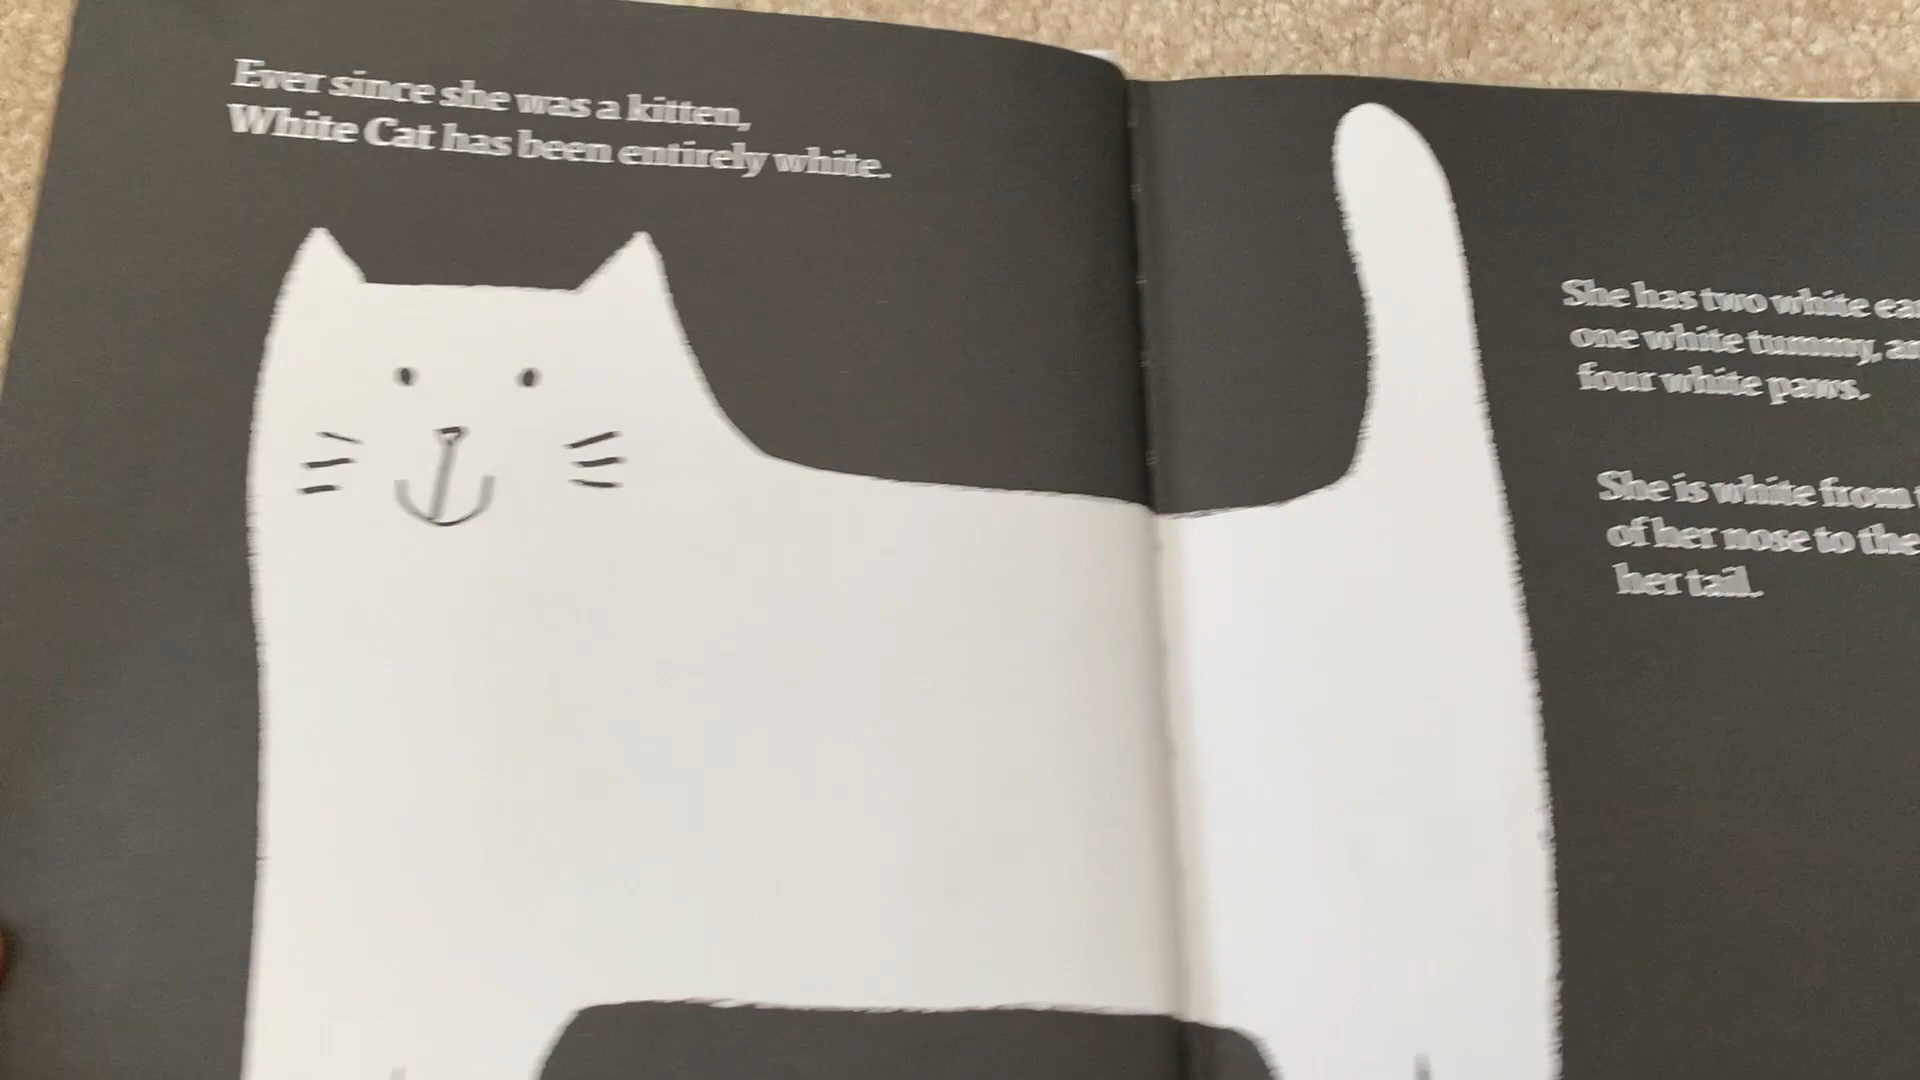 Ever since she was a kitten,
White Cat has been entirely white.
She has two white
one white tummy,
four white paws.
She is white from
of her nose to the
her tail.